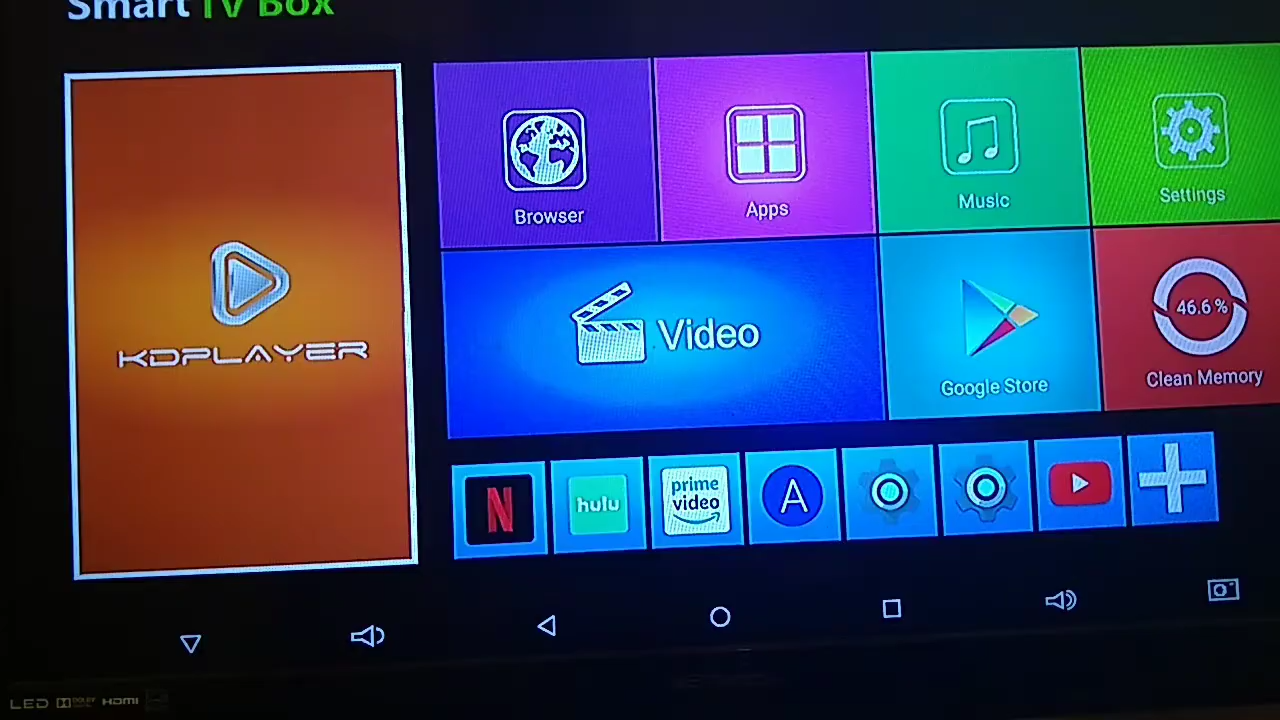 Smart TV Box
KDPLAYER
Browser
Apps
Music
Settings
Video
Google Store
46.6%
Clean Memory
N
hulu
prime
video
A
LED DOLBY HDMI